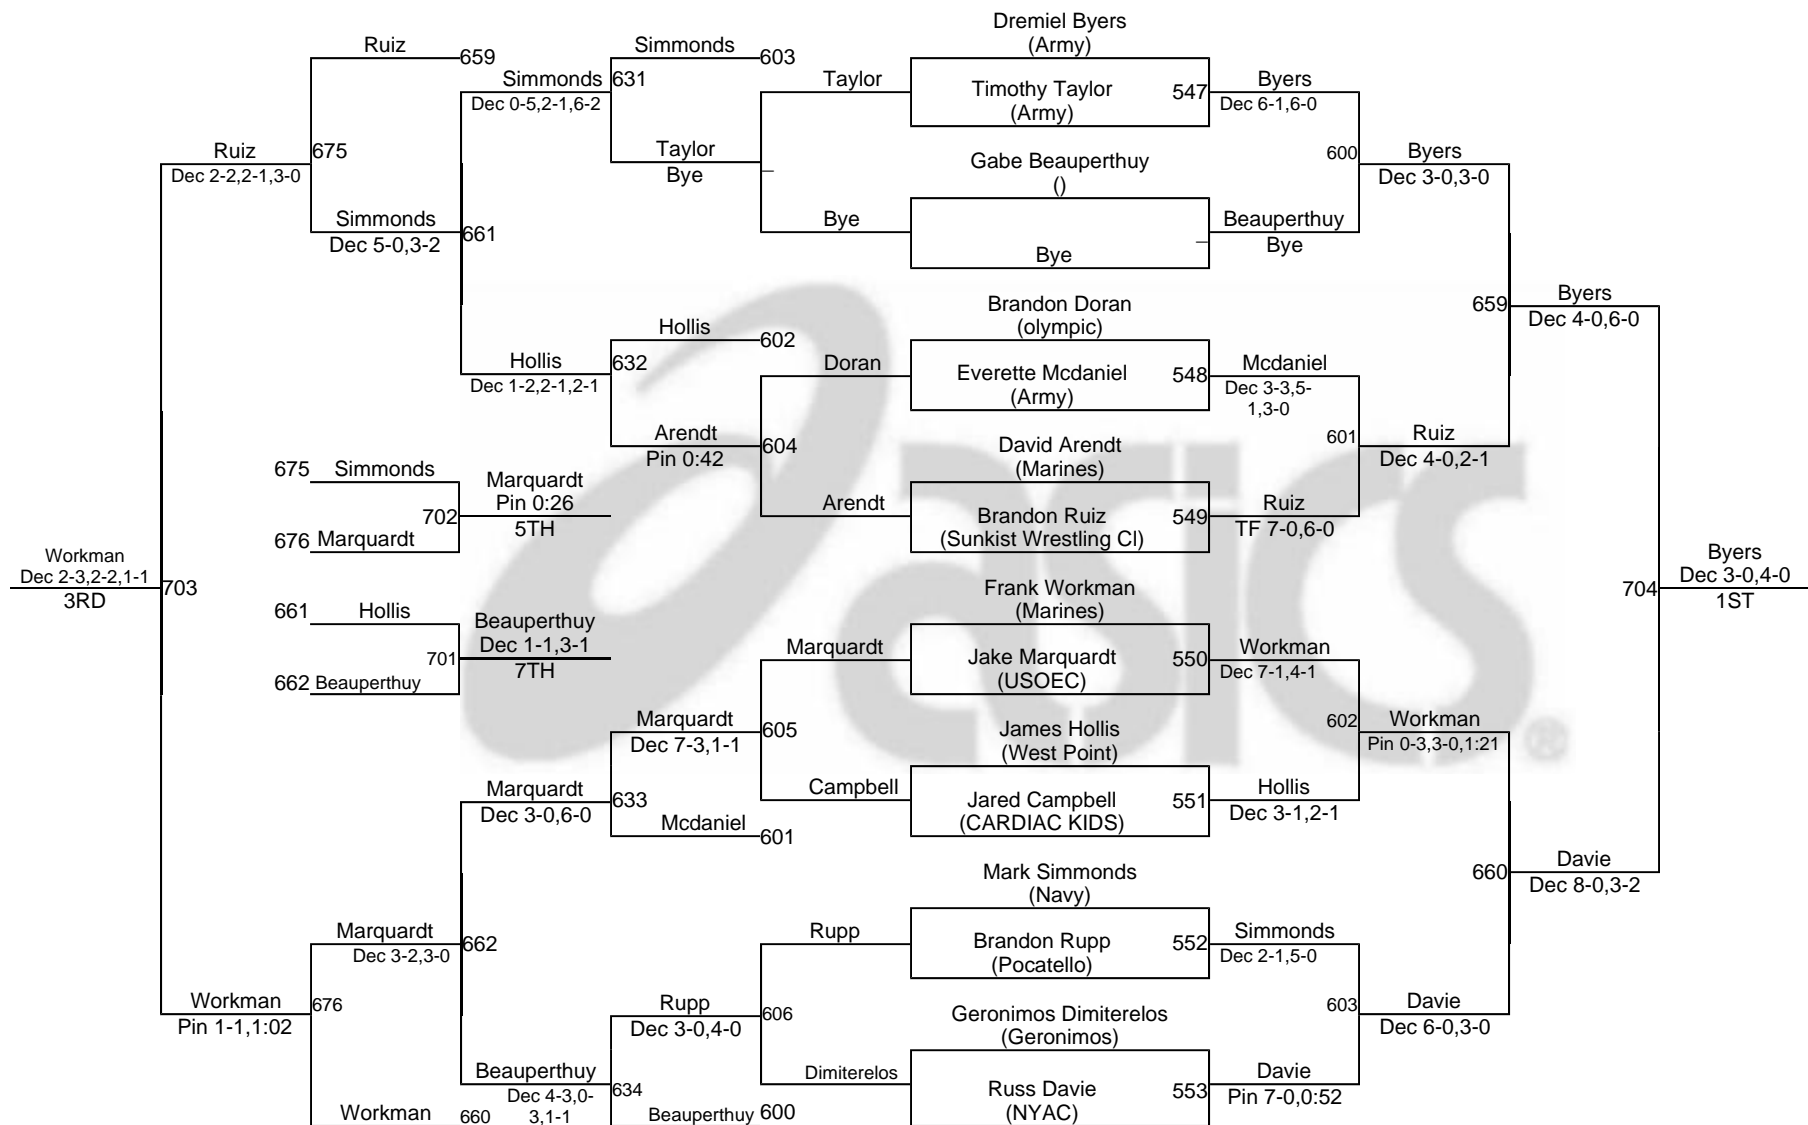 Dremiel Byers
(Army)
Ruiz
659
Simmonds
603
Simmonds
631
Dec 0-5,2-1,6-2
Taylor
Timothy Taylor
(Army)
547
Byers
Dec 6-1,6-0
Ruiz
675
Dec 2-2,2-1,3-0
Taylor
Bye
Gabe Beauperthuy
()
600
Byers
Dec 3-0,3-0
Simmonds
661
Dec 5-0,3-2
Bye
Bye
Beauperthuy
Bye
Brandon Doran
(olympic)
659
Byers
Dec 4-0,6-0
Hollis
602
Hollis
632
Dec 1-2,2-1,2-1
Doran
Everette Mcdaniel
(Army)
548
Mcdaniel
Dec 3-3,5-
1,3-0
Arendt
604
Pin 0:42
David Arendt
(Marines)
601
Ruiz
Dec 4-0,2-1
675
Simmonds
Marquardt
Pin 0:26
5TH
702
676
Marquardt
Arendt
Brandon Ruiz
(Sunkist Wrestling Cl)
549
Ruiz
TF 7-0,6-0
asics
®
Workman
Dec 2-3,2-2,1-1
3RD
703
Frank Workman
(Marines)
704
Byers
Dec 3-0,4-0
1ST
661
Hollis
Beauperthuy
Dec 1-1,3-1
7TH
701
662
Beauperthuy
Marquardt
Jake Marquardt
(USOEC)
550
Workman
Dec 7-1,4-1
Marquardt
605
Dec 7-3,1-1
James Hollis
(West Point)
602
Workman
Pin 0-3,3-0,1:21
Marquardt
633
Dec 3-0,6-0
Campbell
Jared Campbell
(CARDIAC KIDS)
551
Hollis
Dec 3-1,2-1
Mcdaniel
601
Mark Simmonds
(Navy)
660
Davie
Dec 8-0,3-2
Marquardt
662
Dec 3-2,3-0
Rupp
Brandon Rupp
(Pocatello)
552
Simmonds
Dec 2-1,5-0
Workman
676
Pin 1-1,1:02
Rupp
606
Dec 3-0,4-0
Geronimos Dimiterelos
(Geronimos)
603
Davie
Dec 6-0,3-0
Beauperthuy
634
Dec 4-3,0-
3,1-1
Dimiterelos
Russ Davie
(NYAC)
553
Davie
Pin 7-0,0:52
Workman
660
Beauperthuy
600